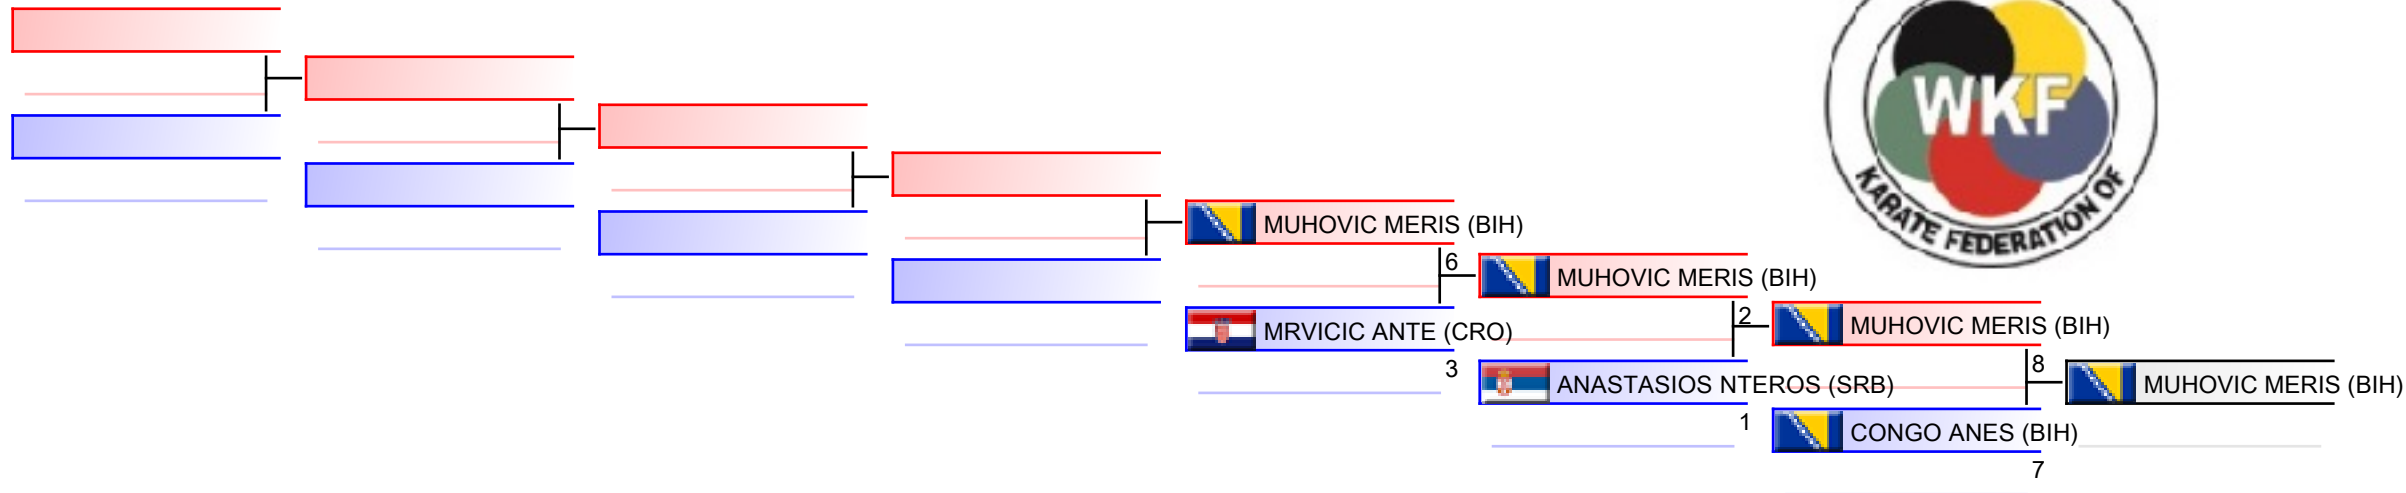 WKF
KARATE FEDERATION OF
MUHOVIC MERIS (BIH)
6
MUHOVIC MERIS (BIH)
MRVICIC ANTE (CRO)
3
2
MUHOVIC MERIS (BIH)
ANASTASIOS NTEROS (SRB)
1
8
MUHOVIC MERIS (BIH)
CONGO ANES (BIH)
7